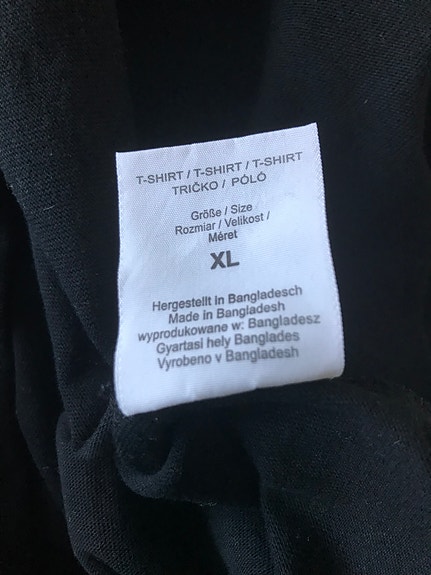 T-SHIRT / T-SHIRT / T-SHIRT
TRIČKO / PÓLÓ
Größe / Size
Rozmiar / Velikost /
Méret
XL
Hergestellt in Bangladesch
Made in Bangladesh
wyprodukowane w: Bangladesz
Gyartasi hely Banglades
Vyrobeno v Bangladesh